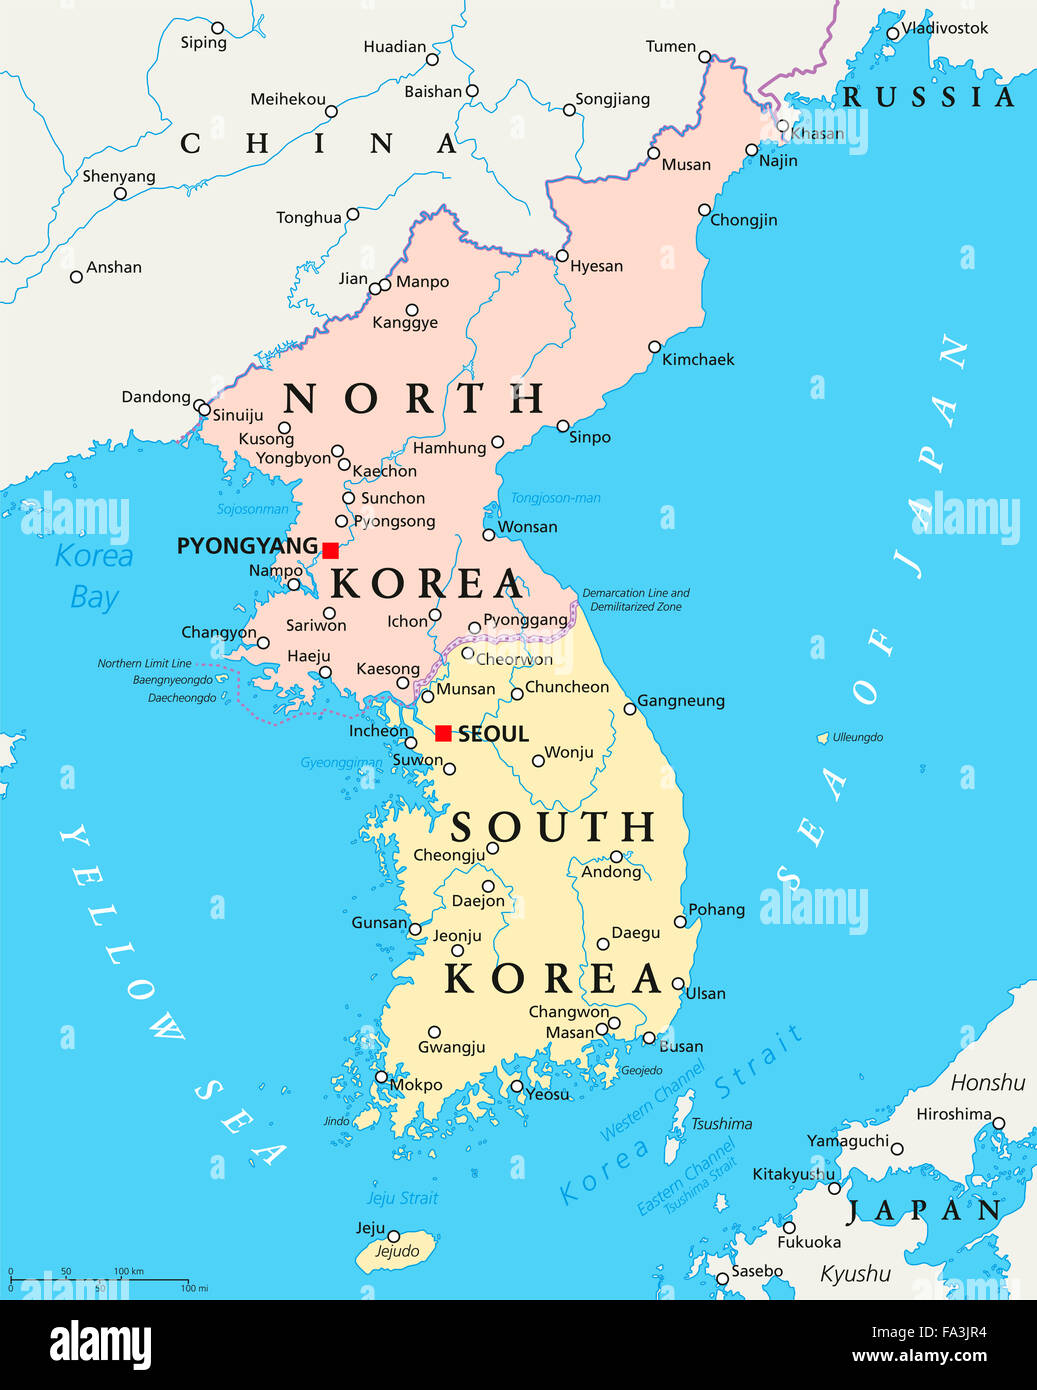 Siping
Huadian
Tumen
Vladivostok
Baishan
RUSSIA
Meihekou
Songjiang
CHINA
Khasan
Musan
Najin
Shenyang
Tonghua
Chongjin
Anshan
Hyesan
Jian
Manpo
Kanggye
Kimchaek
Dandong
NORTH
Sinuiju
Kusong
Hamhung
Sinpo
Yongbyon
Kaechon
Sunchon
Tongjoson-man
Sojosonman
Pyongsong
Wonsan
Korea
Bay
PYONGYANG
Nampo
KOREA
Demarcation Line and
Demilitarized Zone
Sariwon
Ichon
Pyonggang
Changyon
Haeju
Cheorwon
Northern Limit Line
Kaesong
Baengnyeongdo
Daecheongdo
Munsan
Chuncheon
Gangneung
SEA OF JAPAN
Incheon
SEOUL
Ulleungdo
Gyeonggiman
Suwon
Wonju
SOUTH
YELLOW SEA
Cheongju
Andong
Daejon
Pohang
Gunsan
Jeonju
Daegu
KOREA
Ulsan
Changwon
Masan
Gwangju
Busan
Geojedo
Mokpo
Yeosu
Jindo
Korea Strait
Western Channel
Tsushima
Eastern Channel
Tsushima Strait
Honshu
Hiroshima
Yamaguchi
Kitakyushu
JAPAN
Jeju Strait
Jeju
Jejudo
Fukuoka
Sasebo
Kyushu
0 50 100 km
0 50 100 mi
a alamy
alamy
Image ID: FA3JR4
www.alamy.com